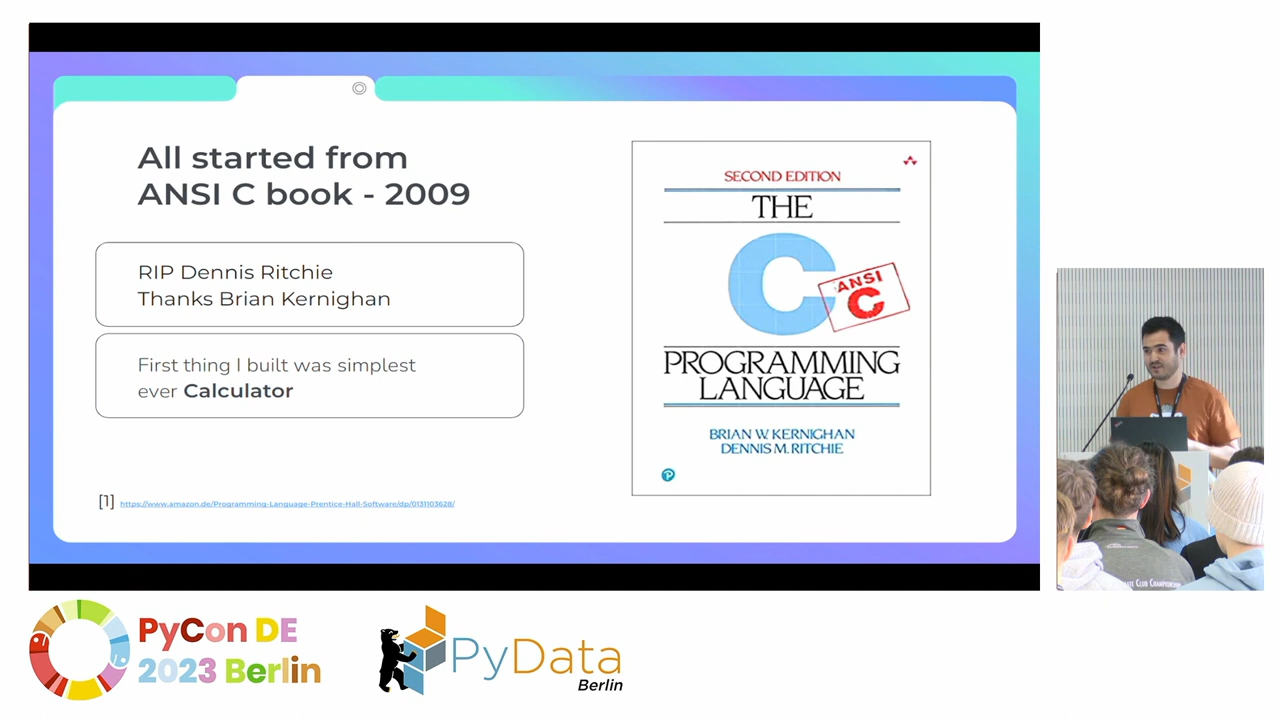 All started from
ANSI C book - 2009
RIP Dennis Ritchie
Thanks Brian Kernighan
First thing I built was simplest
ever Calculator
[1] https://www.amazon.de/Programming-Language-Prentice-Hall-Software/dp/0131103628/
SECOND EDITION
THE
C
ANSI
C
PROGRAMMING
LANGUAGE
BRIAN W. KERNIGHAN
DENNIS M. RITCHIE
P
CLUB CHAMPIONSHIP
PyCon DE
2023 Berlin
PyData
Berlin